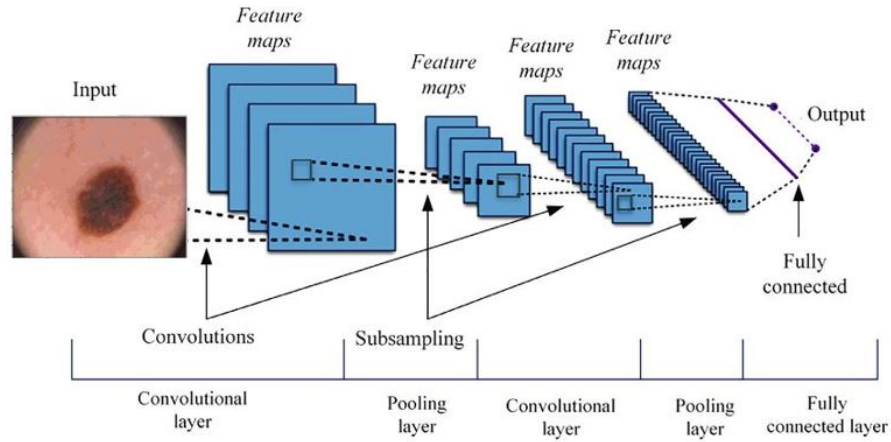 Feature
maps
Input
Feature
maps
Feature
maps
Feature
maps
Output
Convolutions
Subsampling
Fully
connected
Convolutional
layer
Pooling
layer
Convolutional
layer
Pooling
layer
Fully
connected layer